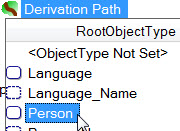 Derivation Path
RootObjectType
<ObjectType Not Set>
Language
Language_Name
Person